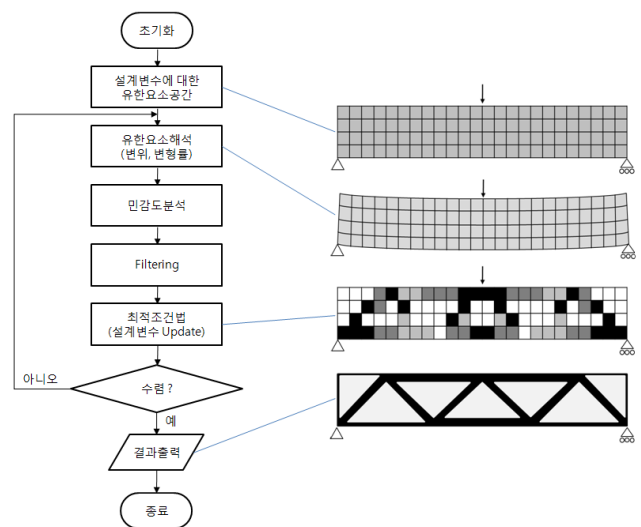 초기화
설계변수에 대한
유한요소공간
유한요소해석
(변위, 변형률)
민감도분석
Filtering
최적조건법
(설계변수 Update)
아니오
수렴 ?
예
결과출력
종료